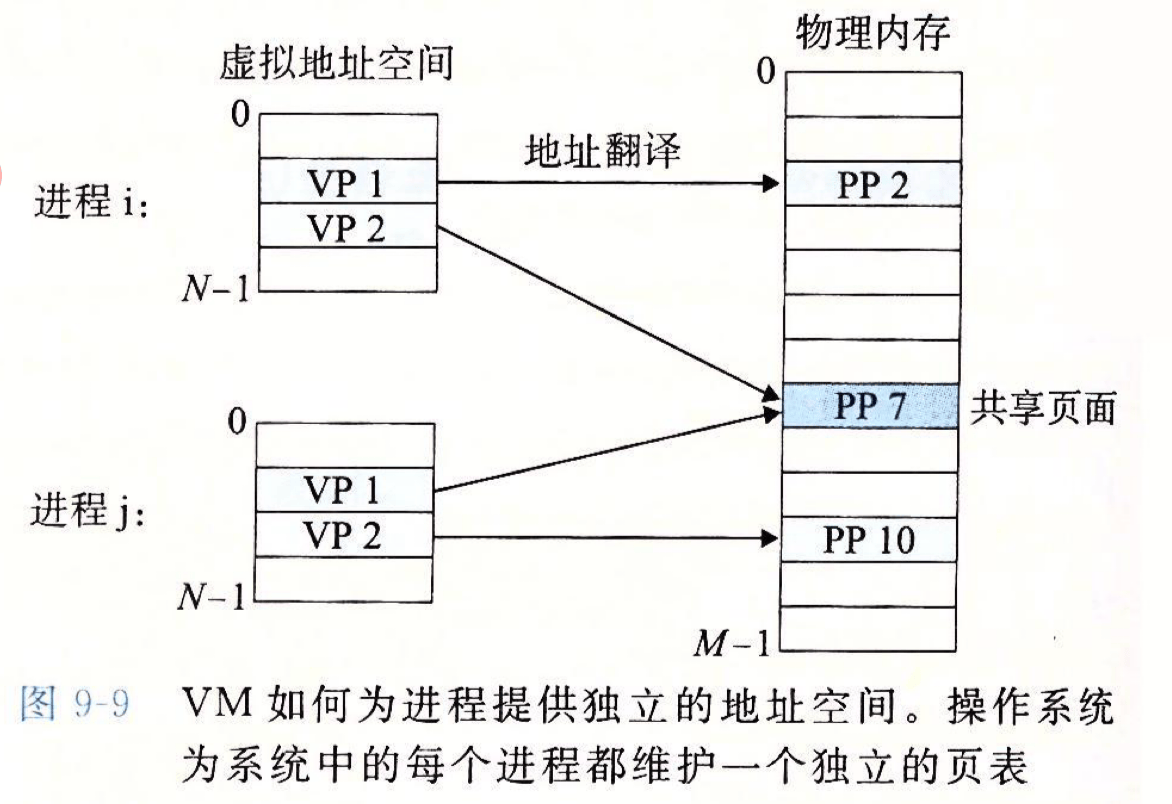 物理内存
虚拟地址空间
0
0
地址翻译
进程 i:
VP 1
PP 2
VP 2
N-1
0
PP 7
共享页面
进程 j:
VP 1
VP 2
PP 10
N-1
M-1
图 9-9 VM 如何为进程提供独立的地址空间。操作系统
为系统中的每个进程都维护一个独立的页表